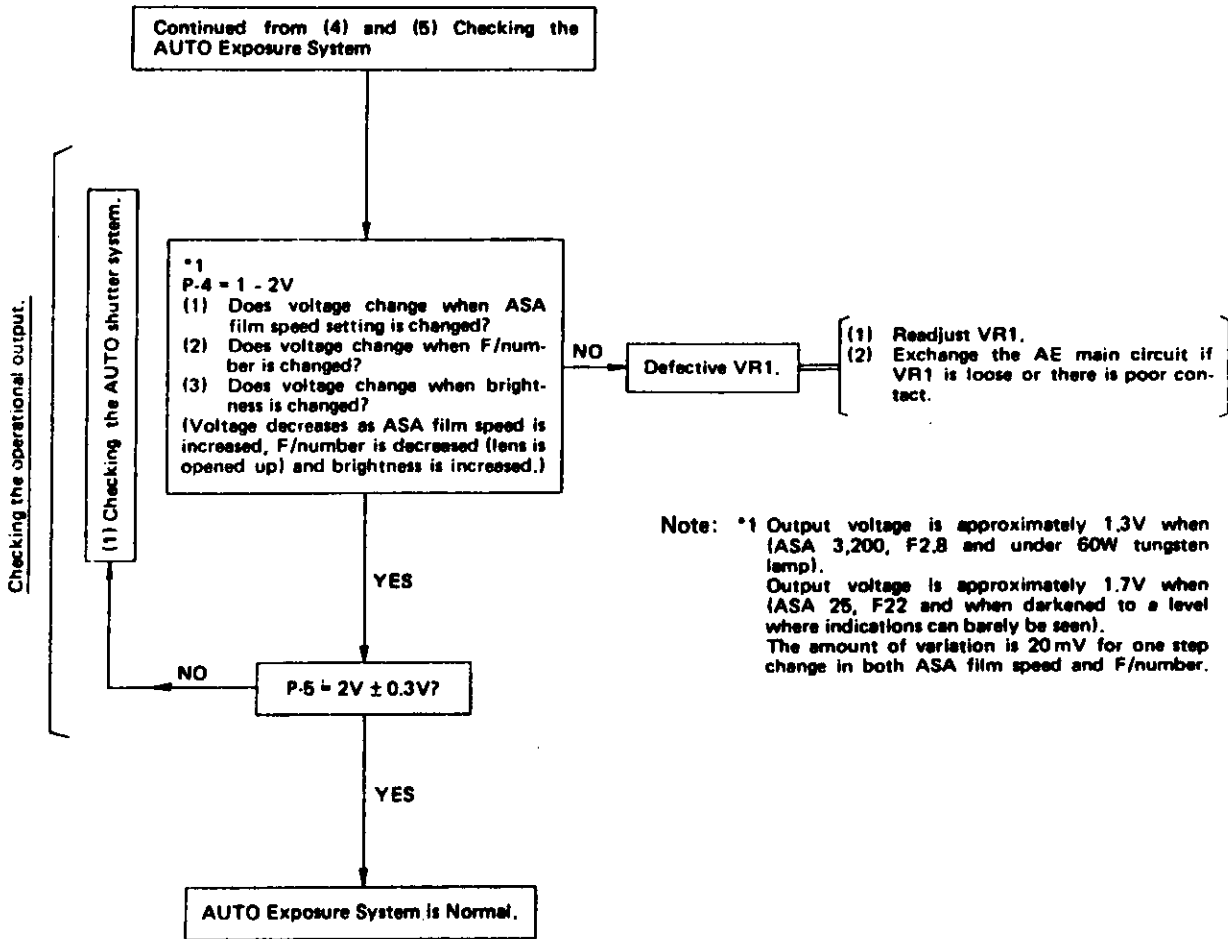 Continued from (4) and (5) Checking the
AUTO Exposure System
Checking the operational output.
(1) Checking the AUTO shutter system.
*1
P-4 = 1 - 2V
(1) Does voltage change when ASA
film speed setting is changed?
(2) Does voltage change when F/num-
ber is changed?
(3) Does voltage change when bright-
ness is changed?
(Voltage decreases as ASA film speed is
increased, F/number is decreased (lens is
opened up) and brightness is increased.)
NO
Defective VR1.
(1) Readjust VR1.
(2) Exchange the AE main circuit if
VR1 is loose or there is poor con-
tact.
Note: *1 Output voltage is approximately 1.3V when
(ASA 3,200, F2.8 and under 60W tungsten
lamp).
Output voltage is approximately 1.7V when
(ASA 25, F22 and when darkened to a level
where indications can barely be seen).
The amount of variation is 20mV for one step
change in both ASA film speed and F/number.
YES
NO
P-5 = 2V ± 0.3V?
YES
AUTO Exposure System is Normal.